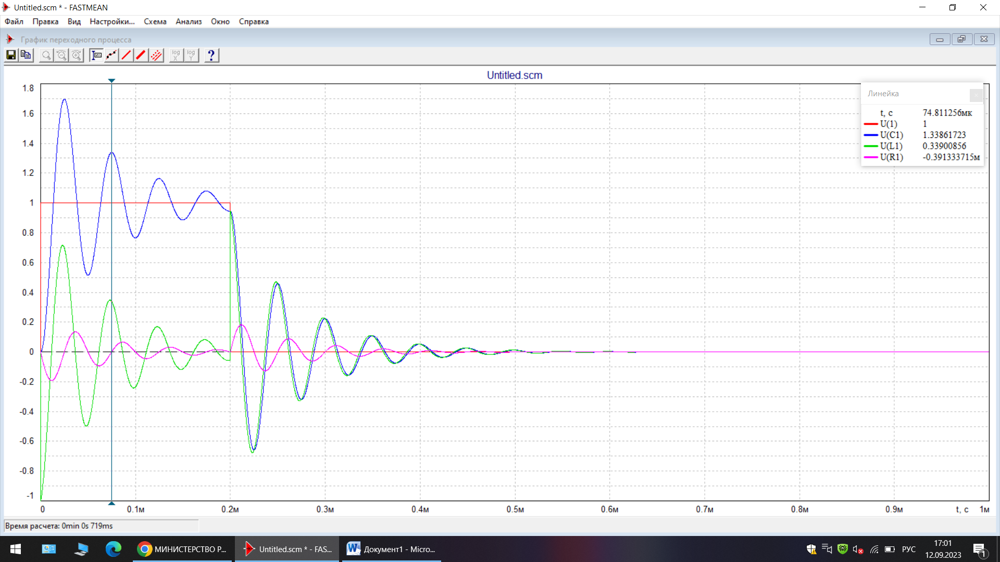 Untitled.scm * - FASTMEAN
Файл Правка Вид Настройки... Схема Анализ Окно Справка
График переходного процесса
log X log Y ?
Untitled.scm
1.8
1.6
1.4
1.2
1
0.8
0.6
0.4
0.2
0
-0.2
-0.4
-0.6
-0.8
-1
0 0.1м 0.2м 0.3м 0.4м 0.5м 0.6м 0.7м 0.8м 0.9м t, с 1м
Линейка
t, с 74.811256мк
U(1) 1
U(C1) 1.33861723
U(L1) 0.33900856
U(R1) -0.391333715м
Время расчета: 0min 0s 719ms
МИНИСТЕРСТВО Р...
Untitled.scm * - FAS...
Документ1 - Micro...
РУС
17:01
12.09.2023
1